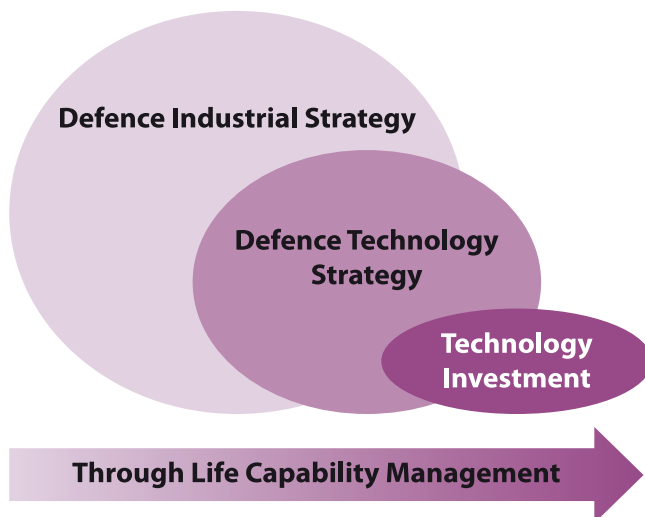 Defence Industrial Strategy
Defence Technology
Strategy
Technology
Investment
Through Life Capability Management